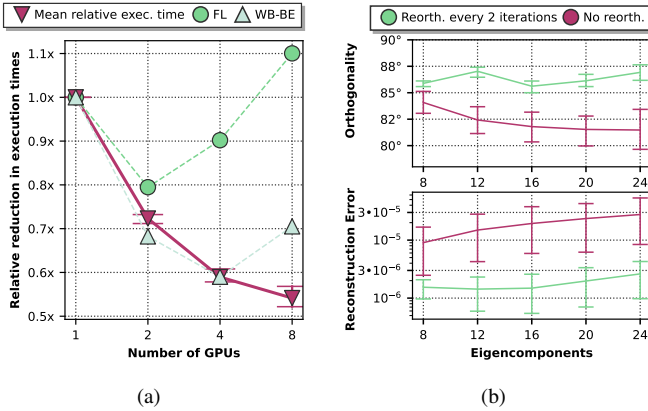 Mean relative exec. time FL WB-BE
Relative reduction in execution times
1.1x
1.0x
0.9x
0.8x
0.7x
0.6x
0.5x
1 2 4 8
Number of GPUs
(a)
Reorth. every 2 iterations No reorth.
Orthogonality
90°
88°
85°
82°
80°
8 12 16 20 24
Reconstruction Error
3•10⁻⁵
10⁻⁵
3•10⁻⁶
10⁻⁶
8 12 16 20 24
Eigencomponents
(b)